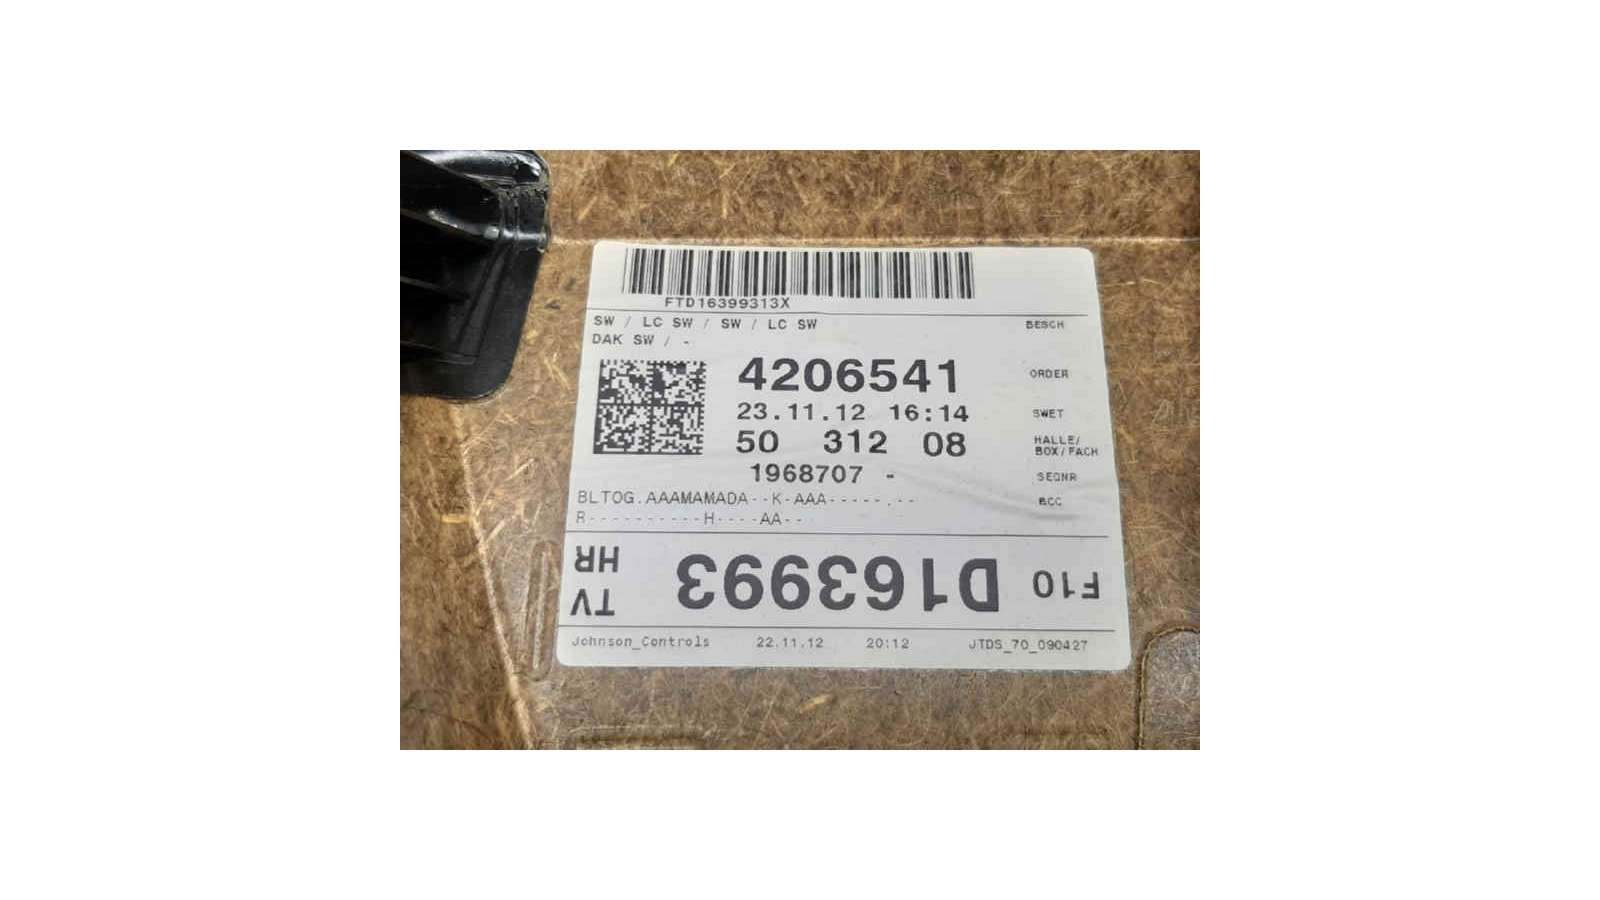 FTD16399313X
SW / LC SW / SW / LC SW BESCH
DAK SW / -
4206541 ORDER
23.11.12 16:14 SWET
50 312 08 HALLE/
BOX/FACH
1968707 - SEQNR
BLTOG.AAAMAMADA--K-AAA-----.-- BCC
R----------H----AA--
F10 D163993 TV
HR
Johnson_Controls 22.11.12 20:12 JTDS_70_090427